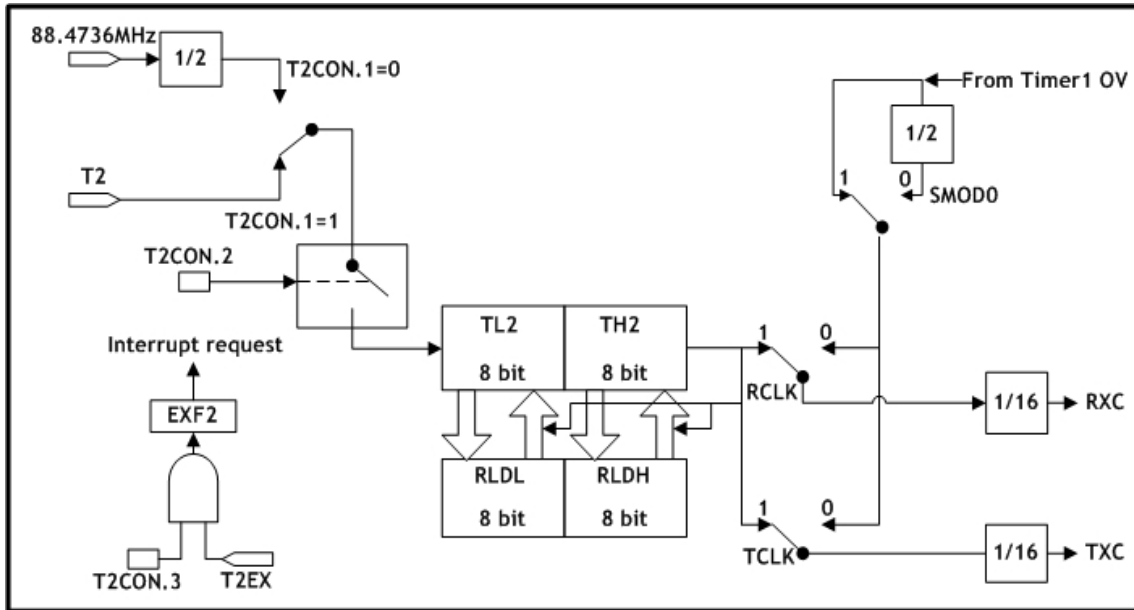 88.4736MHz
1/2
T2CON.1=0
From Timer1 OV
1/2
T2
1
0
SMOD0
T2CON.1=1
T2CON.2
TL2
TH2
8 bit
8 bit
1
0
RCLK
1/16
RXC
Interrupt request
EXF2
RLDL
RLDH
8 bit
8 bit
1
0
TCLK
1/16
TXC
T2CON.3
T2EX